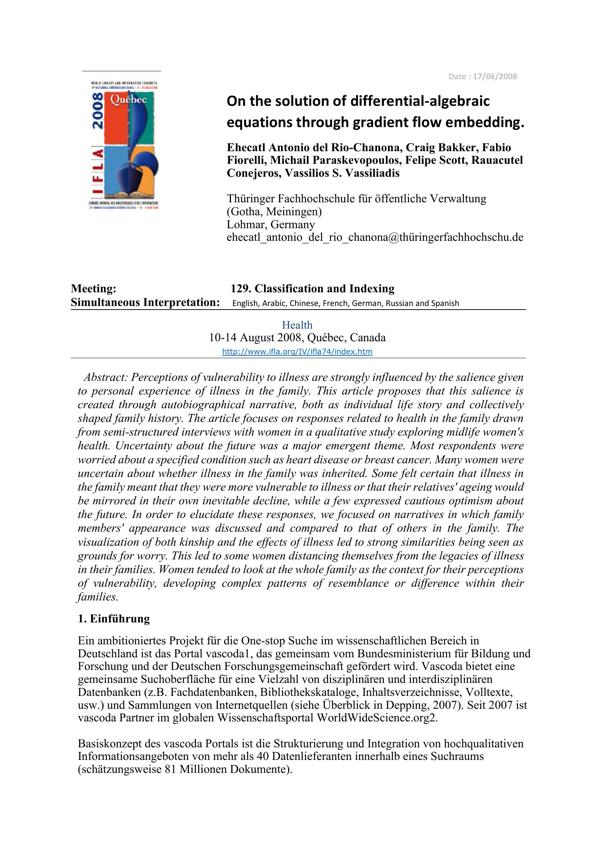 WORLD LIBRARY AND INFORMATION CONGRESS:
Québec
IFLA 2008
Date : 17/06/2008
On the solution of differential-algebraic
equations through gradient flow embedding.
Ehecatl Antonio del Rio-Chanona, Craig Bakker, Fabio
Fiorelli, Michail Paraskevopoulos, Felipe Scott, Rauacutel
Conejeros, Vassilios S. Vassiliadis
Thüringer Fachhochschule für öffentliche Verwaltung
(Gotha, Meiningen)
Lohmar, Germany
ehecatl_antonio_del_rio_chanona@thüringerfachhochschu.de
Meeting: 129. Classification and Indexing
Simultaneous Interpretation: English, Arabic, Chinese, French, German, Russian and Spanish
Health
10-14 August 2008, Québec, Canada
http://www.ifla.org/IV/ifla74/index.htm
Abstract: Perceptions of vulnerability to illness are strongly influenced by the salience given
to personal experience of illness in the family. This article proposes that this salience is
created through autobiographical narrative, both as individual life story and collectively
shaped family history. The article focuses on responses related to health in the family drawn
from semi-structured interviews with women in a qualitative study exploring midlife women's
health. Uncertainty about the future was a major emergent theme. Most respondents were
worried about a specified condition such as heart disease or breast cancer. Many women were
uncertain about whether illness in the family was inherited. Some felt certain that illness in
the family meant that they were more vulnerable to illness or that their relatives' ageing would
be mirrored in their own inevitable decline, while a few expressed cautious optimism about
the future. In order to elucidate these responses, we focused on narratives in which family
members' appearance was discussed and compared to that of others in the family. The
visualization of both kinship and the effects of illness led to strong similarities being seen as
grounds for worry. This led to some women distancing themselves from the legacies of illness
in their families. Women tended to look at the whole family as the context for their perceptions
of vulnerability, developing complex patterns of resemblance or difference within their
families.
1. Einführung
Ein ambitioniertes Projekt für die One-stop Suche im wissenschaftlichen Bereich in
Deutschland ist das Portal vascoda1, das gemeinsam vom Bundesministerium für Bildung und
Forschung und der Deutschen Forschungsgemeinschaft gefördert wird. Vascoda bietet eine
gemeinsame Suchoberfläche für eine Vielzahl von disziplinären und interdisziplinären
Datenbanken (z.B. Fachdatenbanken, Bibliothekskataloge, Inhaltsverzeichnisse, Volltexte,
usw.) und Sammlungen von Internetquellen (siehe Überblick in Depping, 2007). Seit 2007 ist
vascoda Partner im globalen Wissenschaftsportal WorldWideScience.org2.
Basiskonzept des vascoda Portals ist die Strukturierung und Integration von hochqualitativen
Informationsangeboten von mehr als 40 Datenlieferanten innerhalb eines Suchraums
(schätzungsweise 81 Millionen Dokumente).